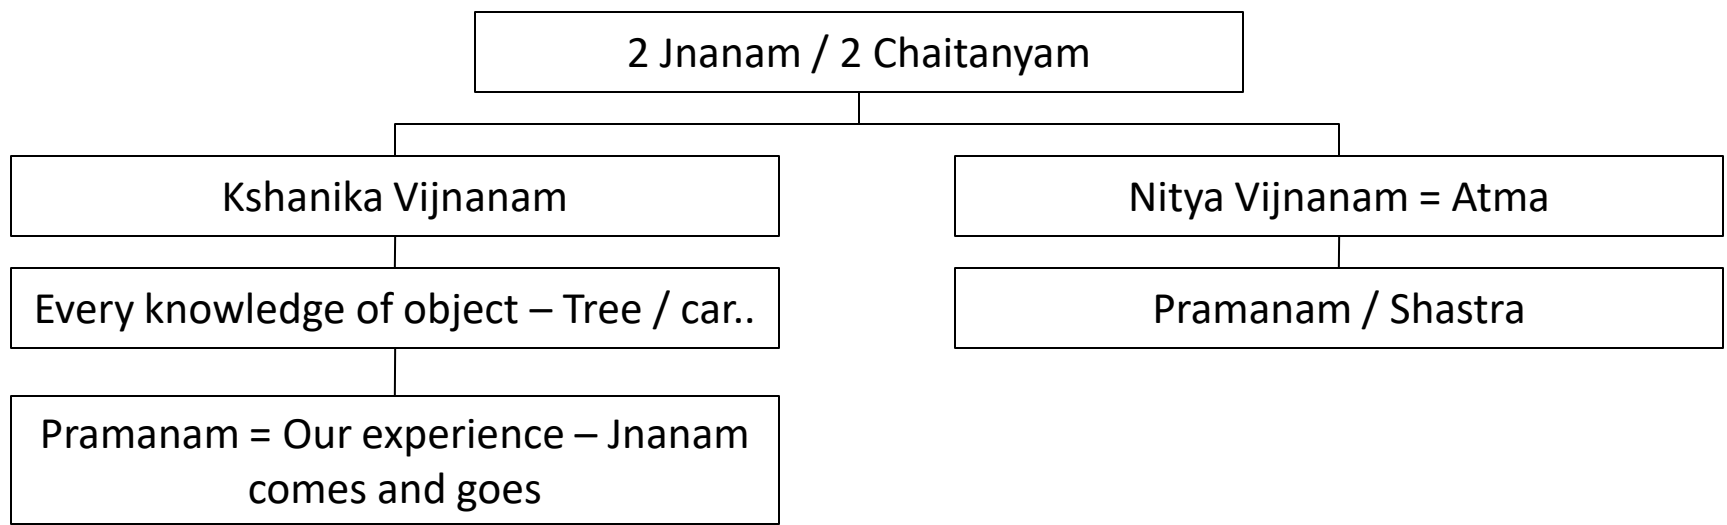 2 Jnanam / 2 Chaitanyam
Kshanika Vijnanam
Nitya Vijnanam = Atma
Every knowledge of object – Tree / car..
Pramanam / Shastra
Pramanam = Our experience – Jnanam
comes and goes